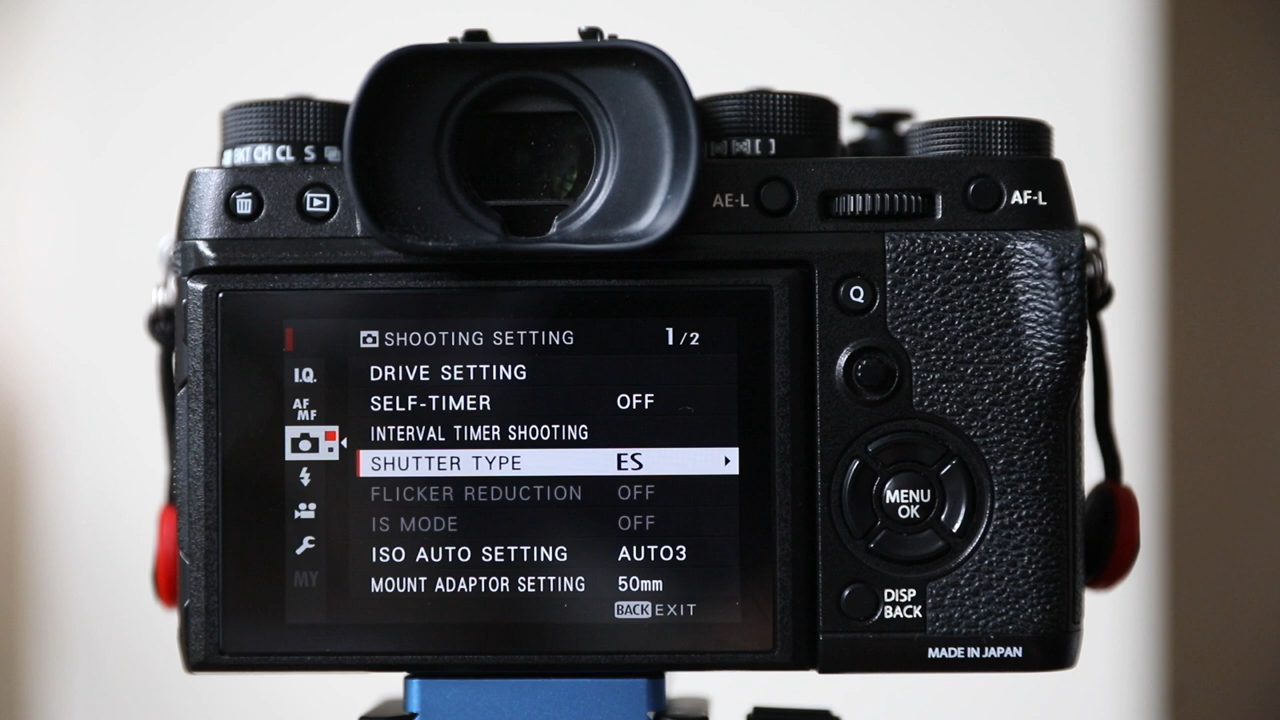 BKT CH CL S
AE-L
AF-L
Q
SHOOTING SETTING 1/2
I.Q.
DRIVE SETTING
AF
MF
SELF-TIMER OFF
INTERVAL TIMER SHOOTING
SHUTTER TYPE ES
FLICKER REDUCTION OFF
IS MODE OFF
ISO AUTO SETTING AUTO3
MY
MOUNT ADAPTOR SETTING 50mm
BACK EXIT
MENU
OK
DISP
BACK
MADE IN JAPAN